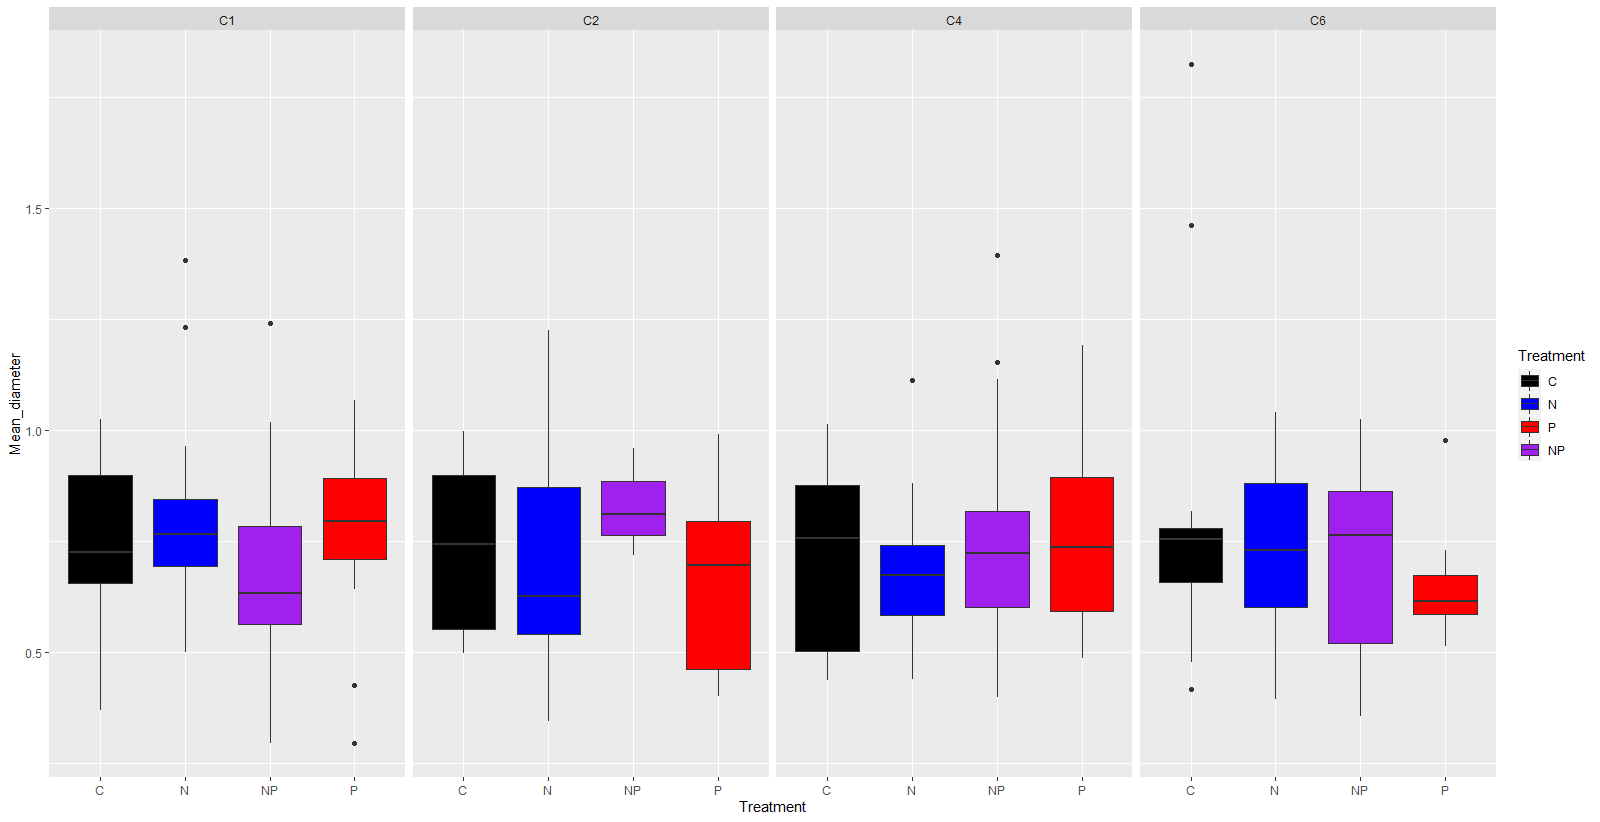 C1 C2 C4 C6
Mean_diameter
1.5
1.0
0.5
C N NP P C N NP P C N NP P C N NP P
Treatment
Treatment
C
N
P
NP